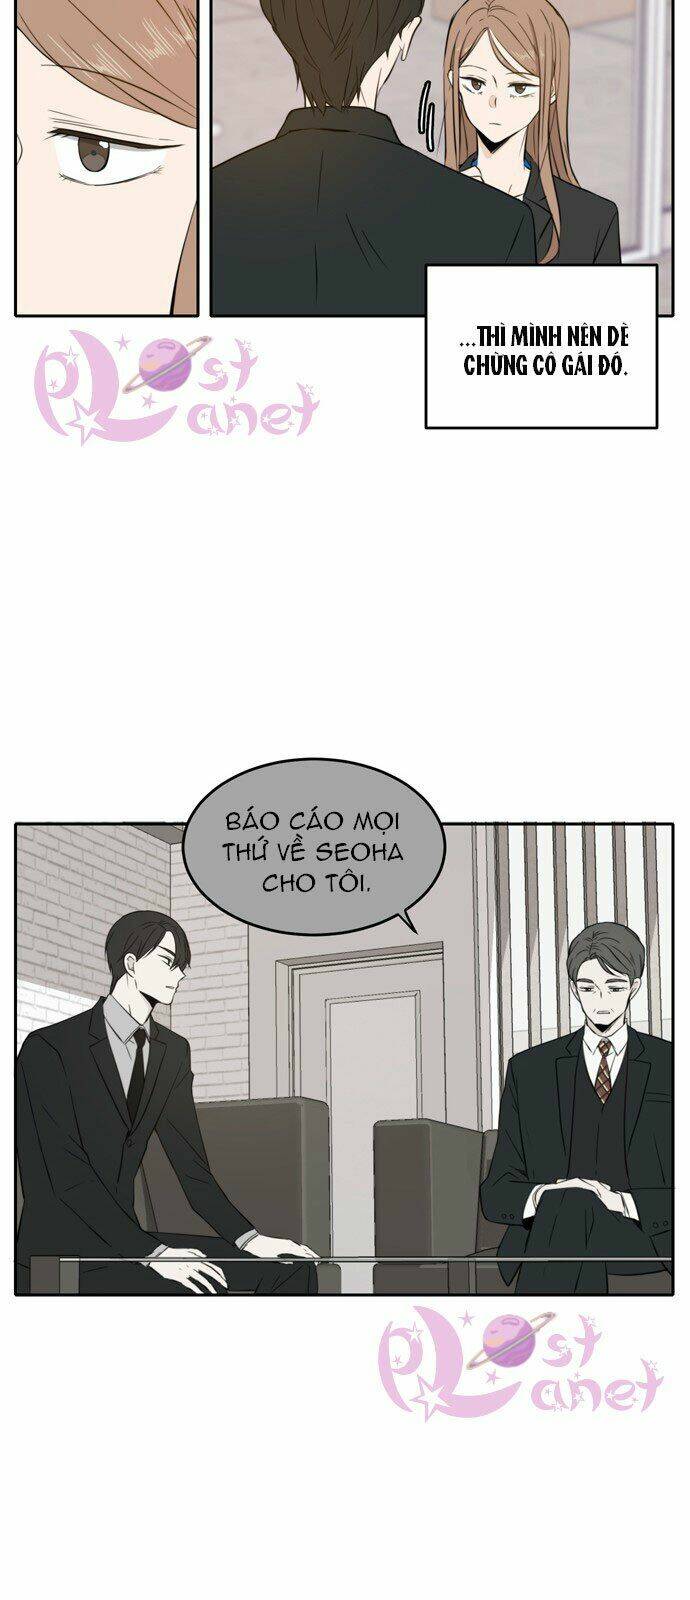 ...THÌ MÌNH NÊN DÈ
CHỪNG CÔ GÁI ĐÓ.
Lost
Planet
BÁO CÁO MỌI
THỨ VỀ SEOHA
CHO TÔI.
Lost
Planet